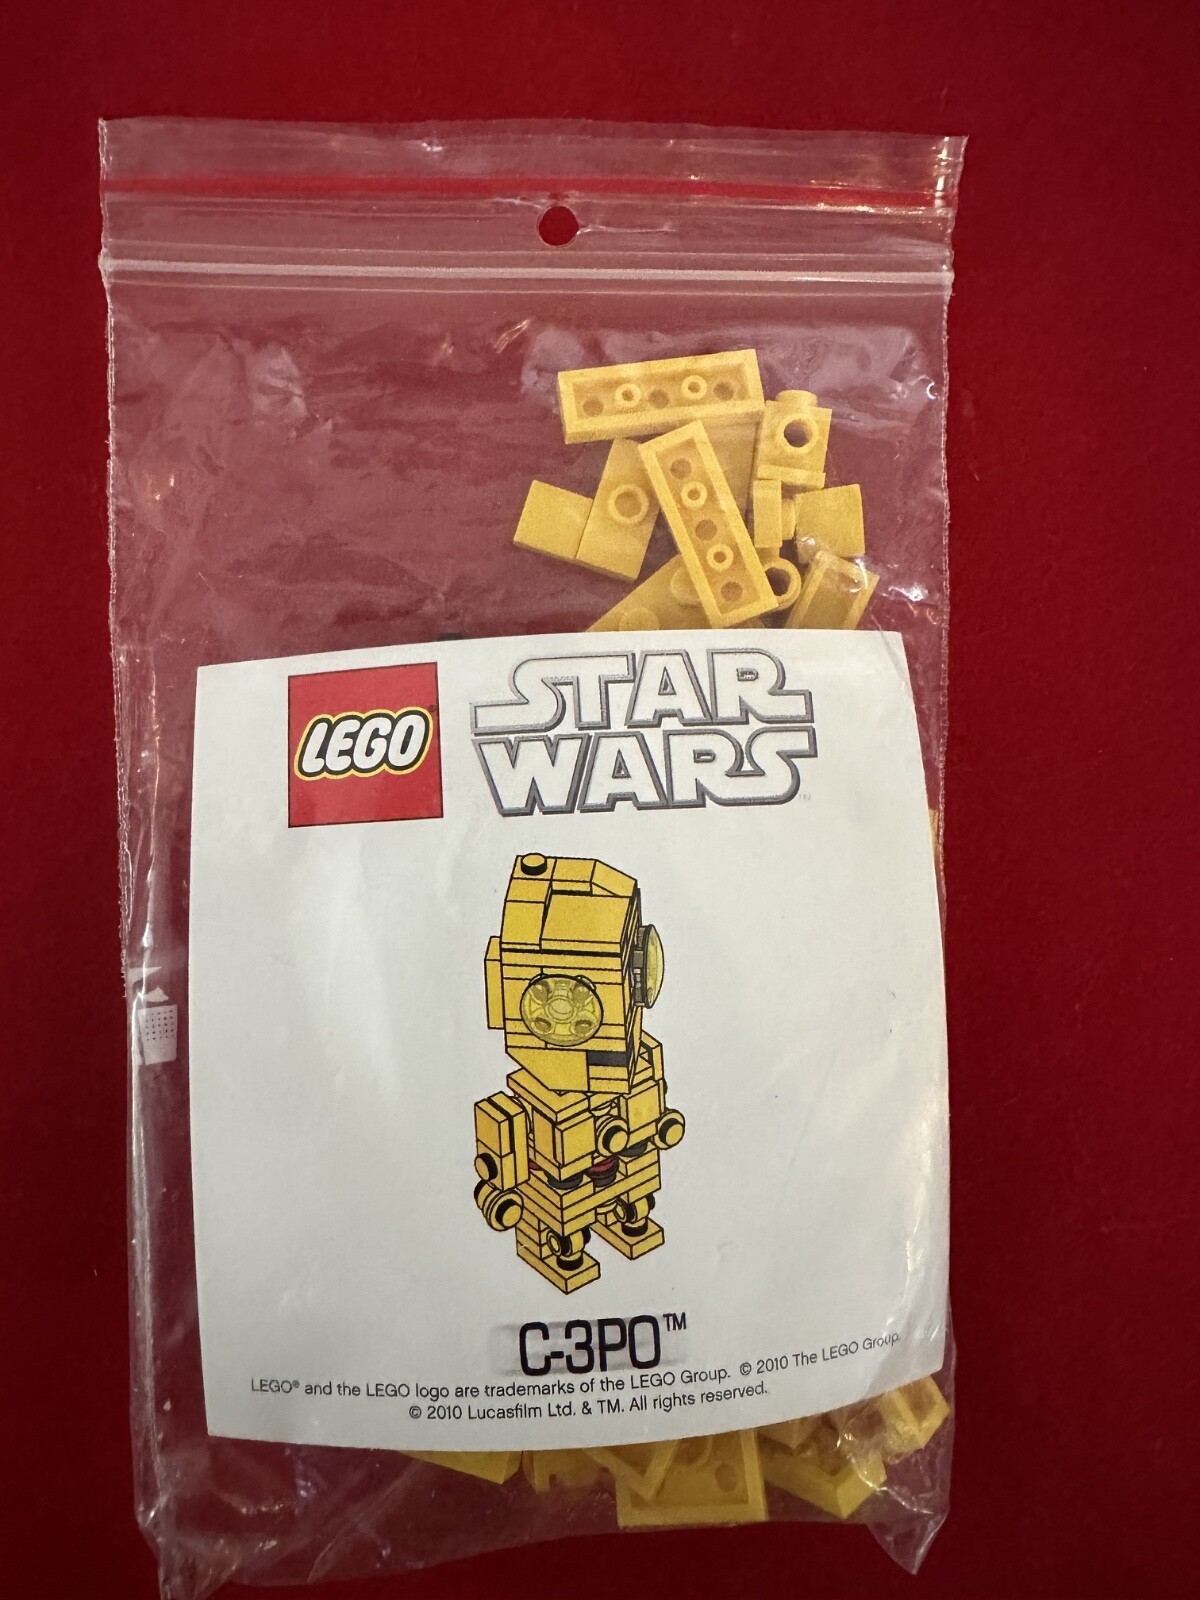 LEGO
STAR
WARS
C-3PO™
LEGO® and the LEGO logo are trademarks of the LEGO Group. © 2010 The LEGO Group.
© 2010 Lucasfilm Ltd. & TM. All rights reserved.